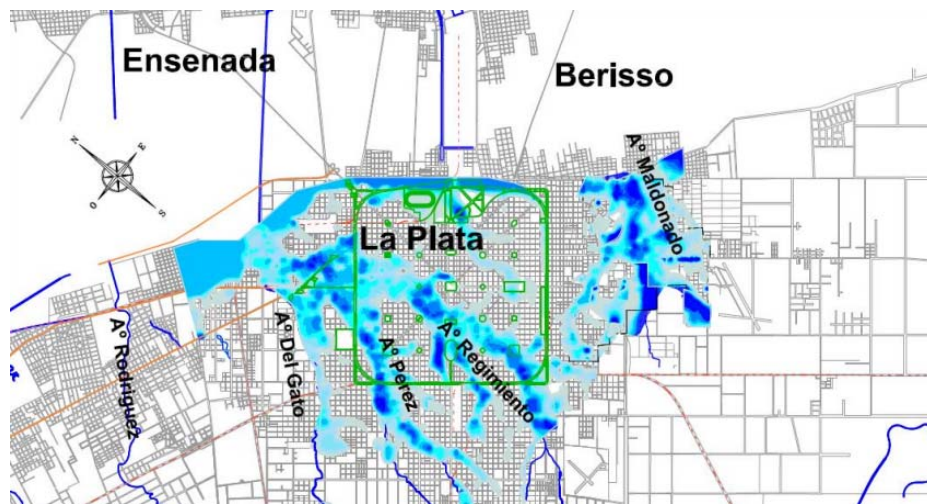 Ensenada
Berisso
N
E
O
S
Aº Maldonado
La Plata
Aº Rodriguez
Aº Del Gato
Aº Perez
Aº Regimiento